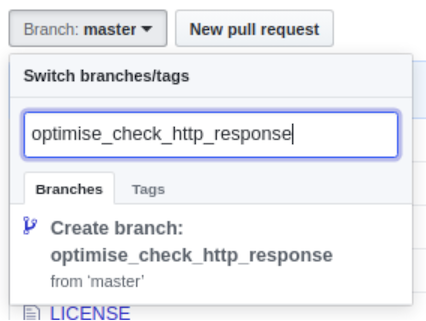 Branch: master
New pull request
Switch branches/tags
optimise_check_http_response
Branches
Tags
Create branch:
optimise_check_http_response
from ‘master’
LICENSE